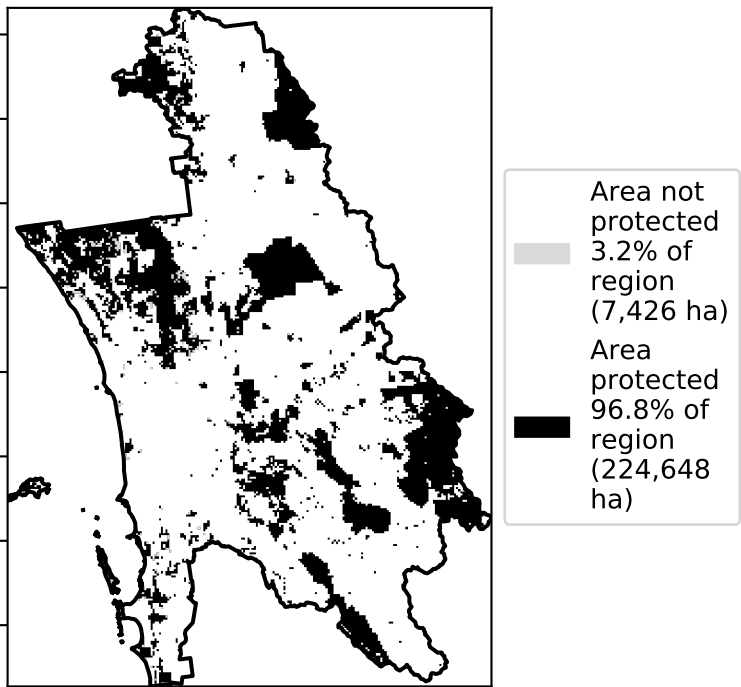 Area not
protected
3.2% of
region
(7,426 ha)
Area
protected
96.8% of
region
(224,648
ha)